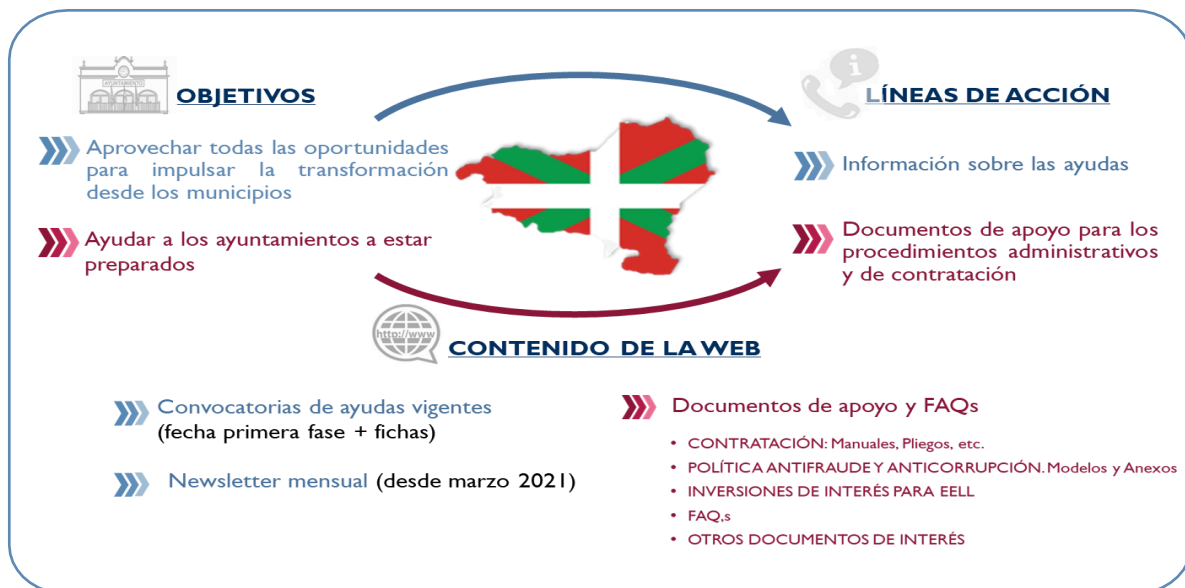 AYUNTAMIENTO
OBJETIVOS
Aprovechar todas las oportunidades
para impulsar la transformación
desde los municipios
Ayudar a los ayuntamientos a estar
preparados
LÍNEAS DE ACCIÓN
Información sobre las ayudas
Documentos de apoyo para los
procedimientos administrativos
y de contratación
http://www
CONTENIDO DE LA WEB
Convocatorias de ayudas vigentes
(fecha primera fase + fichas)
Newsletter mensual (desde marzo 2021)
Documentos de apoyo y FAQs
• CONTRATACIÓN: Manuales, Pliegos, etc.
• POLÍTICA ANTIFRAUDE Y ANTICORRUPCIÓN. Modelos y Anexos
• INVERSIONES DE INTERÉS PARA EELL
• FAQ,s
• OTROS DOCUMENTOS DE INTERÉS